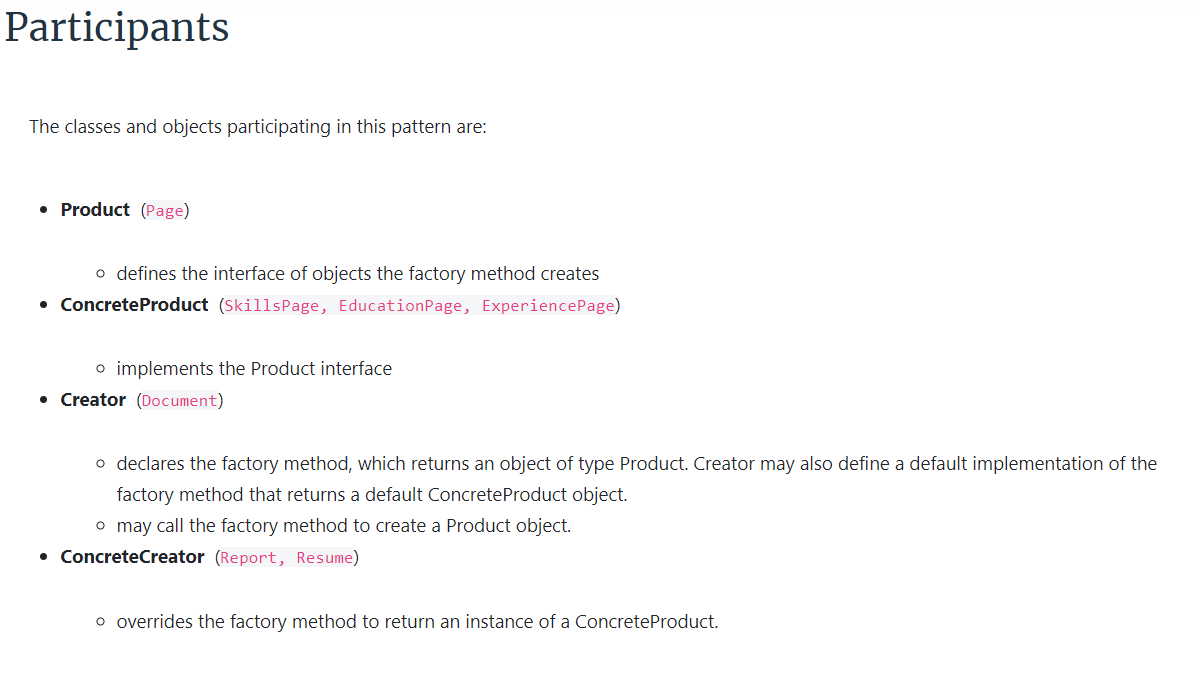 Participants
The classes and objects participating in this pattern are:
Product (Page)
defines the interface of objects the factory method creates
ConcreteProduct (SkillsPage, EducationPage, ExperiencePage)
implements the Product interface
Creator (Document)
declares the factory method, which returns an object of type Product. Creator may also define a default implementation of the
factory method that returns a default ConcreteProduct object.
may call the factory method to create a Product object.
ConcreteCreator (Report, Resume)
overrides the factory method to return an instance of a ConcreteProduct.